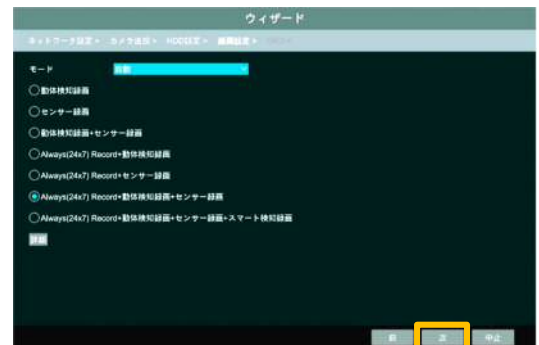 ウィザード
ネットワーク設定> カメラ追加> HDD設定> 録画設定>
モード 自動
動体検知録画
センサー録画
動体検知録画+センサー録画
Always(24x7) Record+動体検知録画
Always(24x7) Record+センサー録画
Always(24x7) Record+動体検知録画+センサー録画
Always(24x7) Record+動体検知録画+センサー録画+スマート検知録画
詳細
前 次 中止